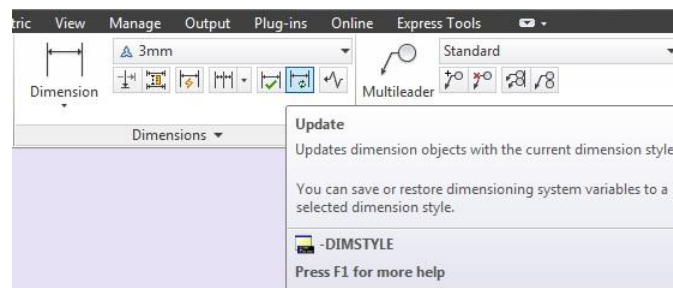 tric View Manage Output Plug-ins Online Express Tools
3mm Standard
Dimension Multileader
Dimensions
Update
Updates dimension objects with the current dimension style
You can save or restore dimensioning system variables to a
selected dimension style.
-DIMSTYLE
Press F1 for more help